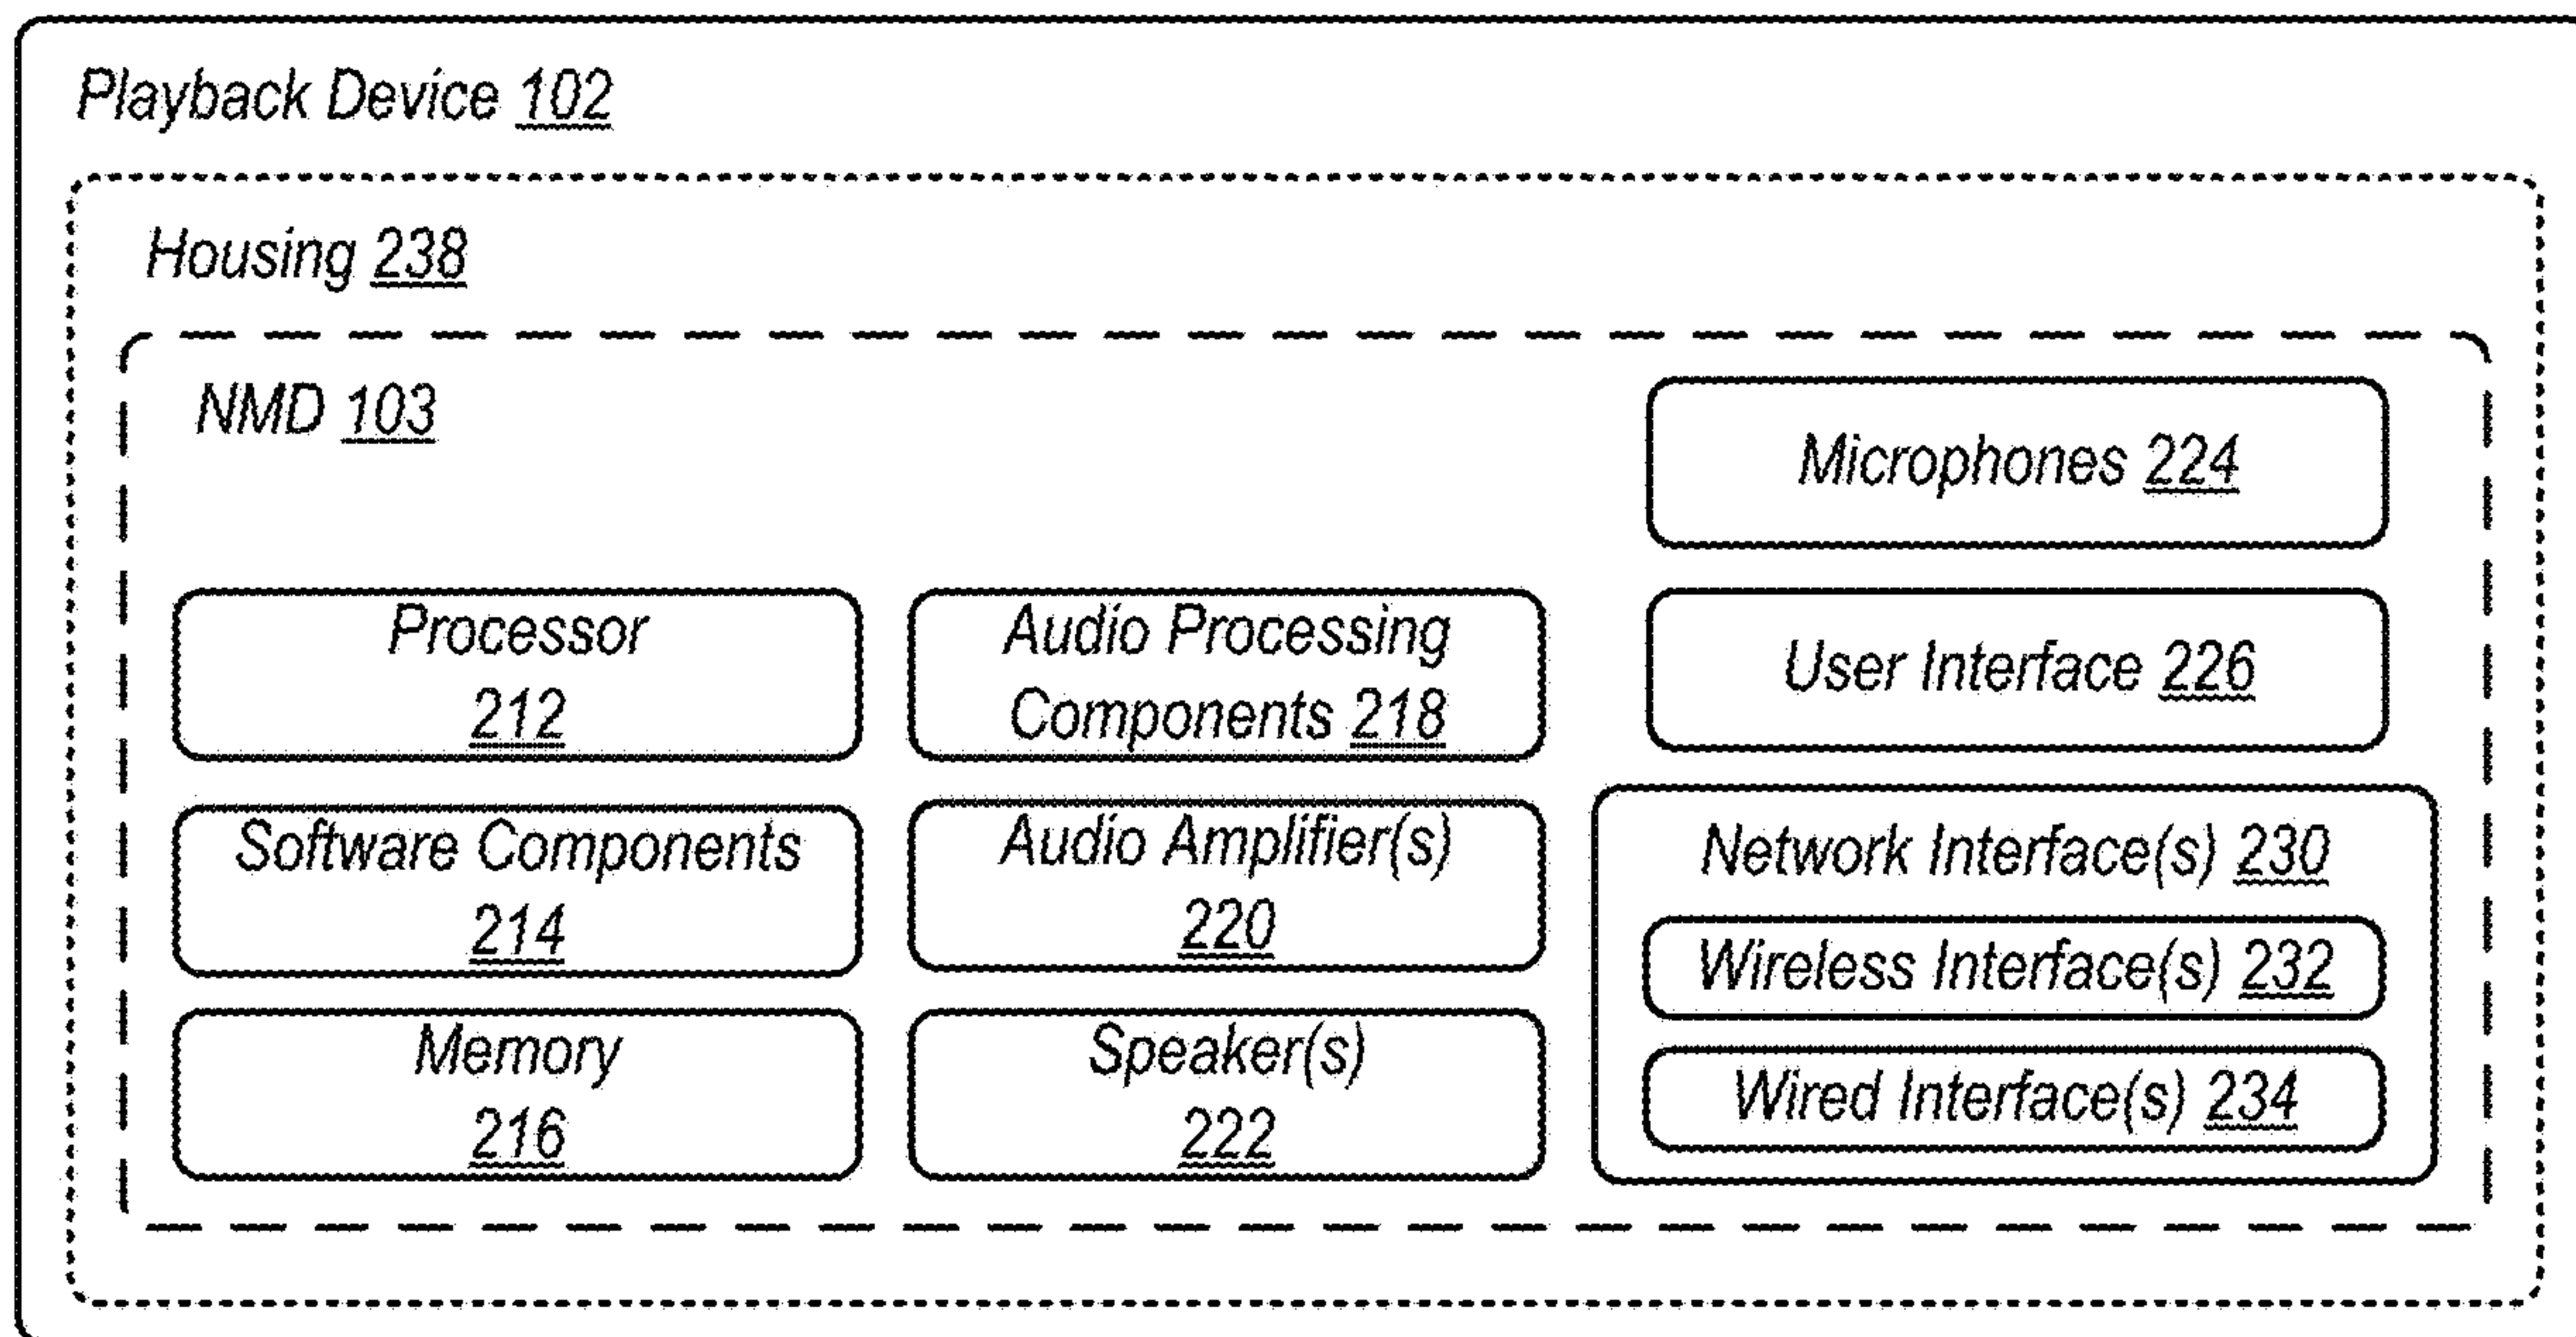 Playback Device 102
Housing 238
NMD 103
Microphones 224
Processor
212
Audio Processing
Components 218
User Interface 226
Software Components
214
Audio Amplifier(s)
220
Network Interface(s) 230
Wireless Interface(s) 232
Memory
216
Speaker(s)
222
Wired Interface(s) 234